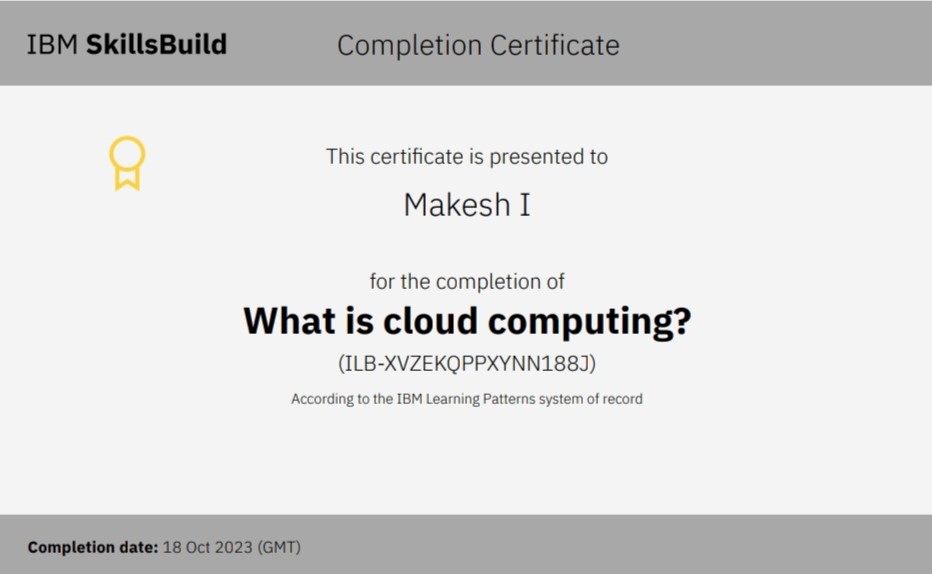 IBM SkillsBuild
Completion Certificate
This certificate is presented to
Makesh I
for the completion of
What is cloud computing?
(ILB-XVZEKQPPXYNN188J)
According to the IBM Learning Patterns system of record
Completion date: 18 Oct 2023 (GMT)